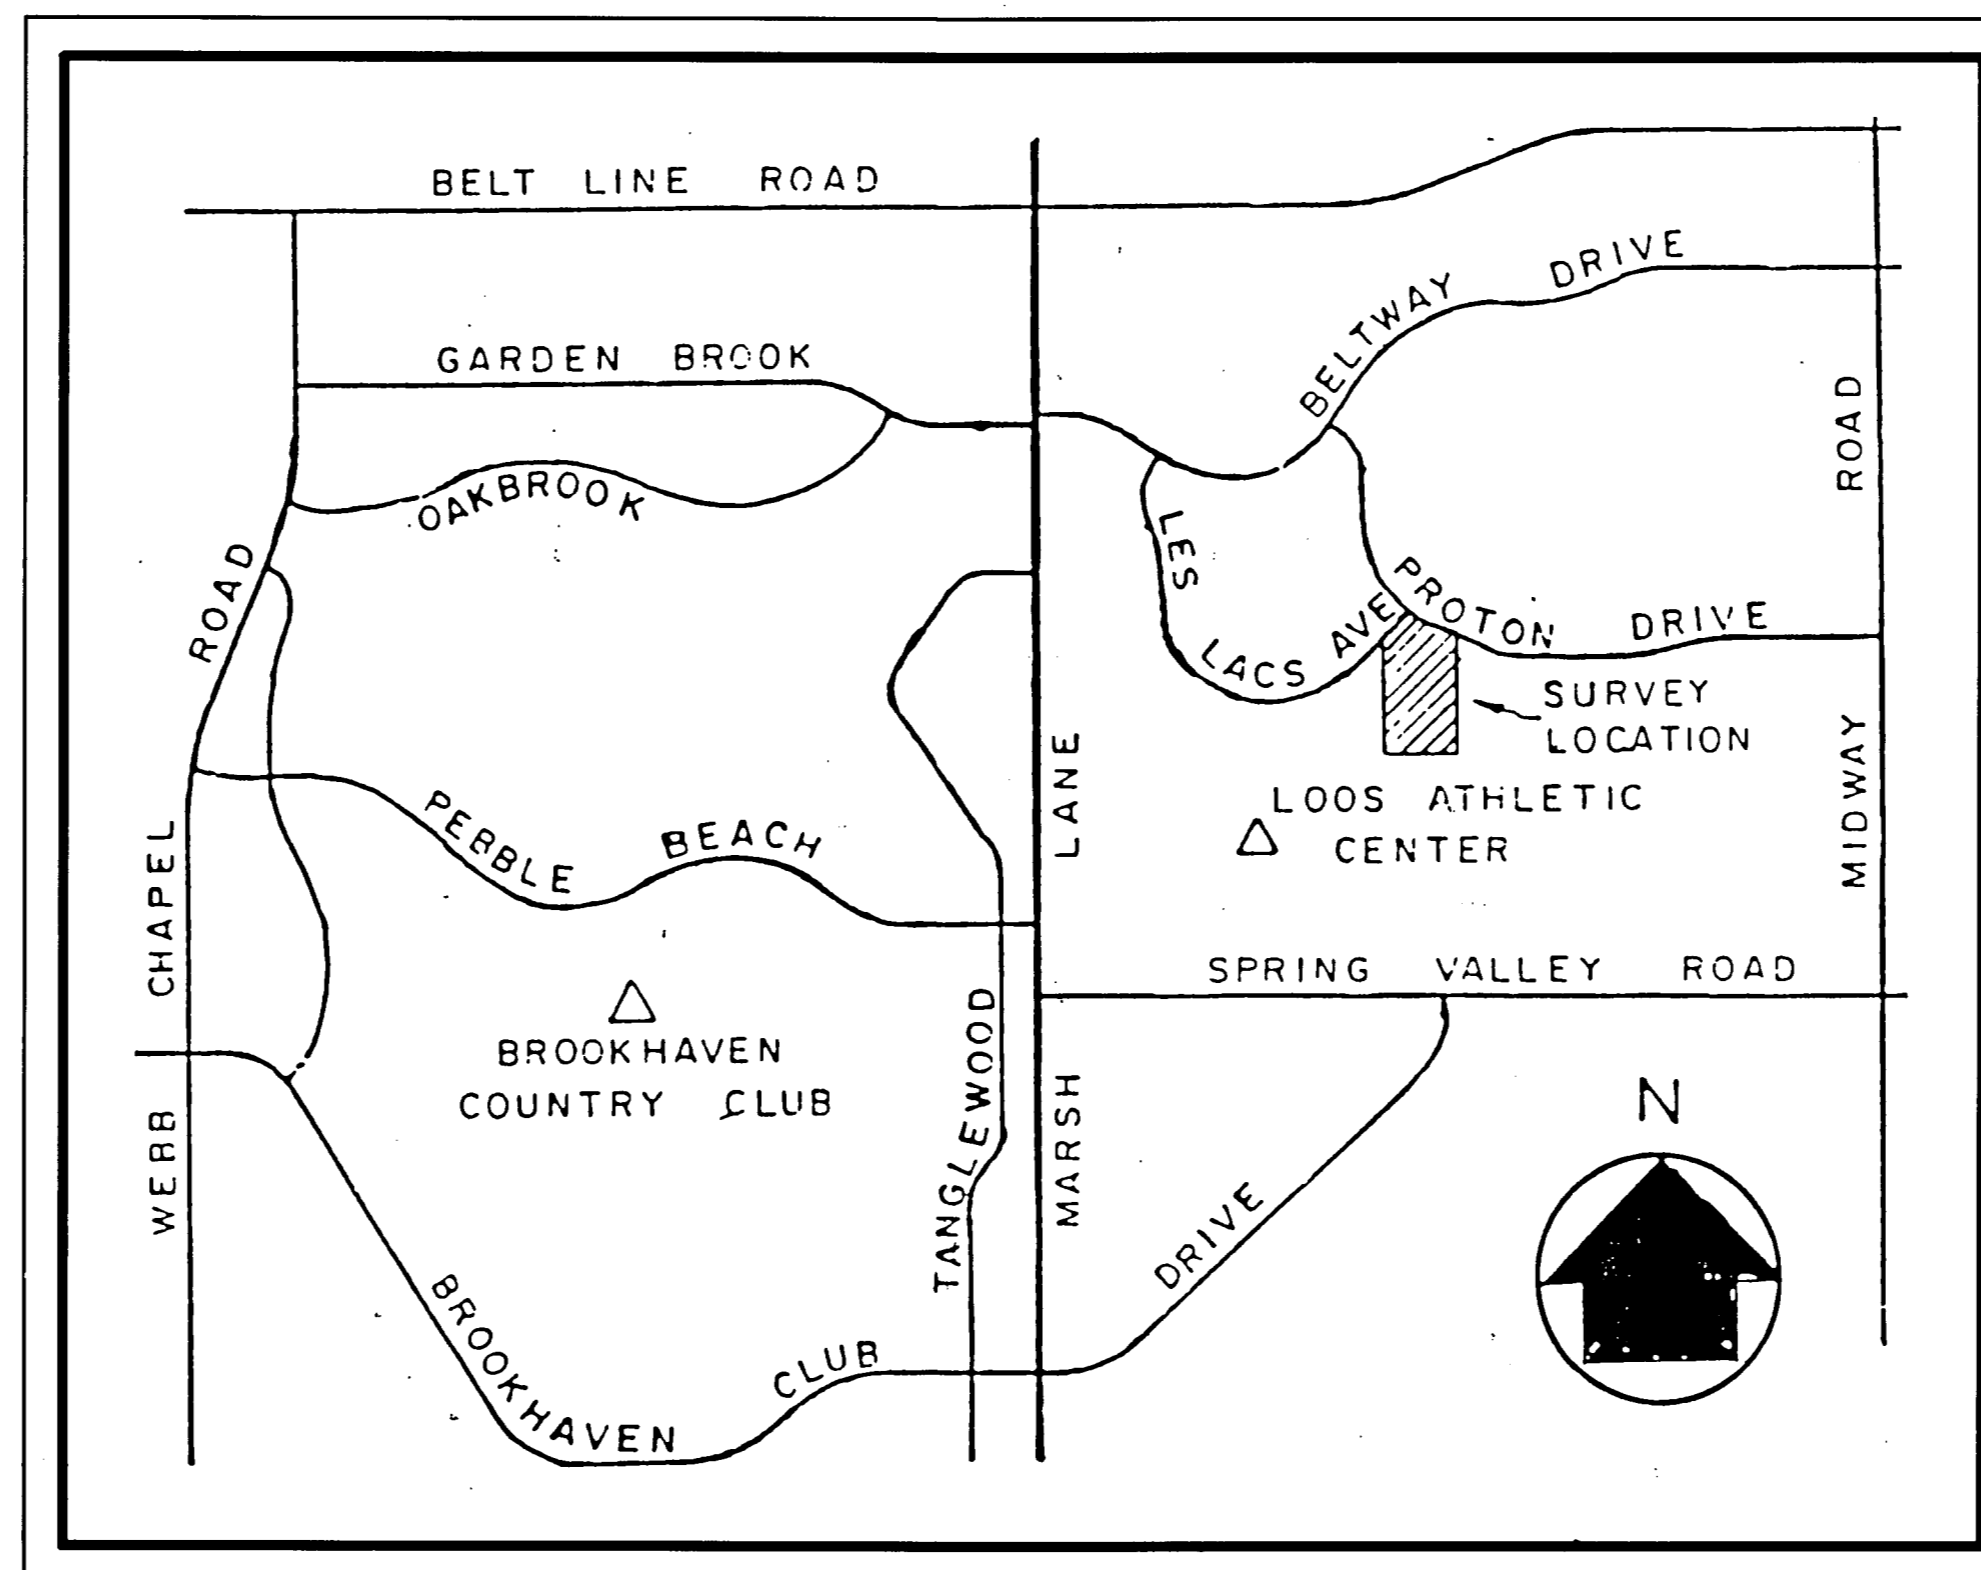 BELT LINE ROAD
BELTWAY DRIVE
GARDEN BROOK
OAKBROOK
WEBB CHAPEL ROAD
LES LACS AVE
PROTON DRIVE
MIDWAY ROAD
SURVEY
LOCATION
LOOS ATHLETIC
CENTER
PEBBLE BEACH
MARSH LANE
SPRING VALLEY ROAD
BROOKHAVEN
COUNTRY CLUB
TANGLEWOOD
N
BROOKHAVEN CLUB DRIVE